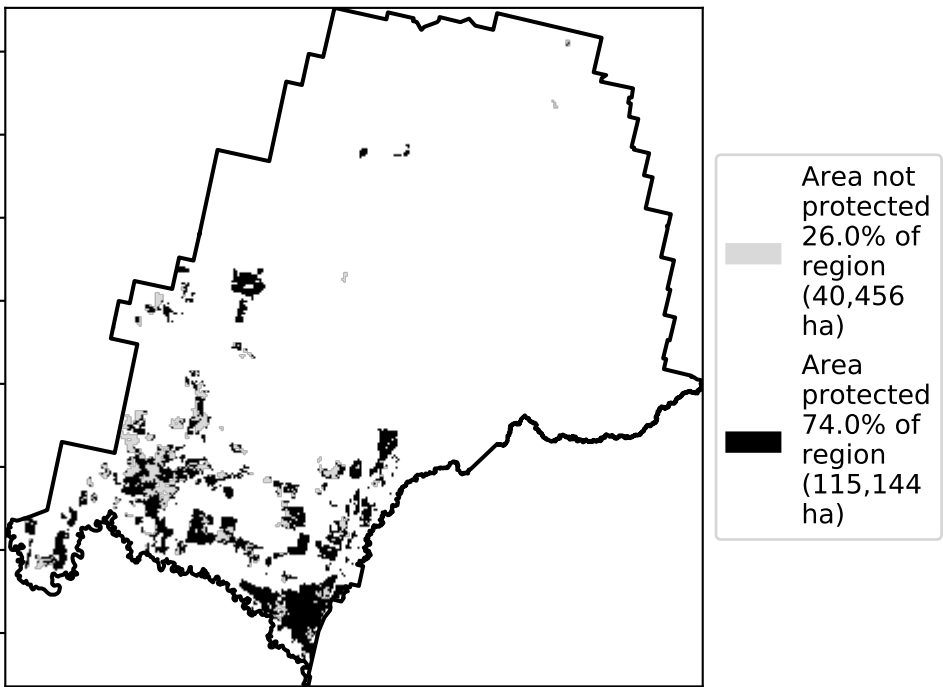 Area not
protected
26.0% of
region
(40,456
ha)
Area
protected
74.0% of
region
(115,144
ha)